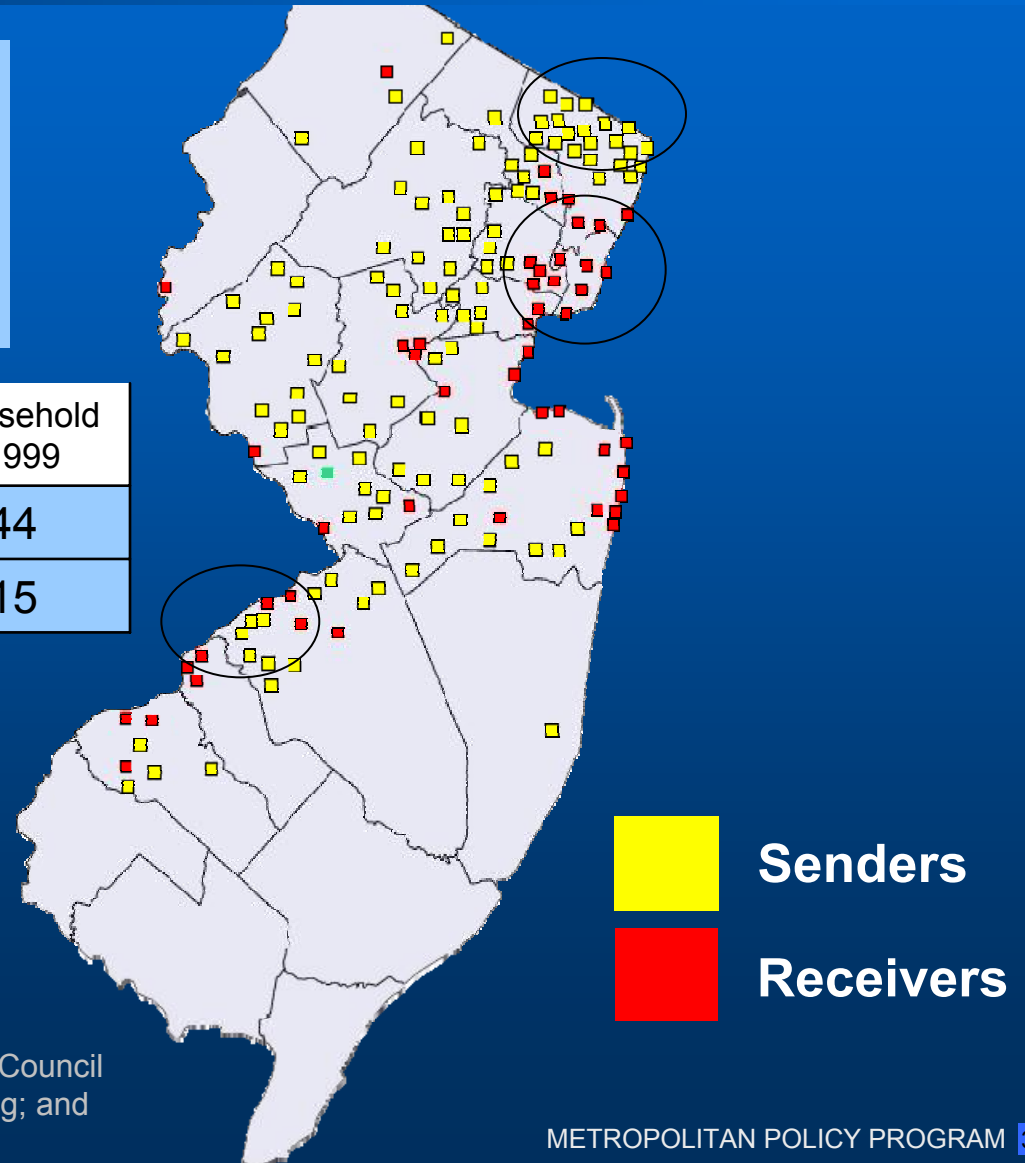 sehold
999
44
15
Senders
Receivers
Council
g; and
METROPOLITAN POLICY PROGRAM